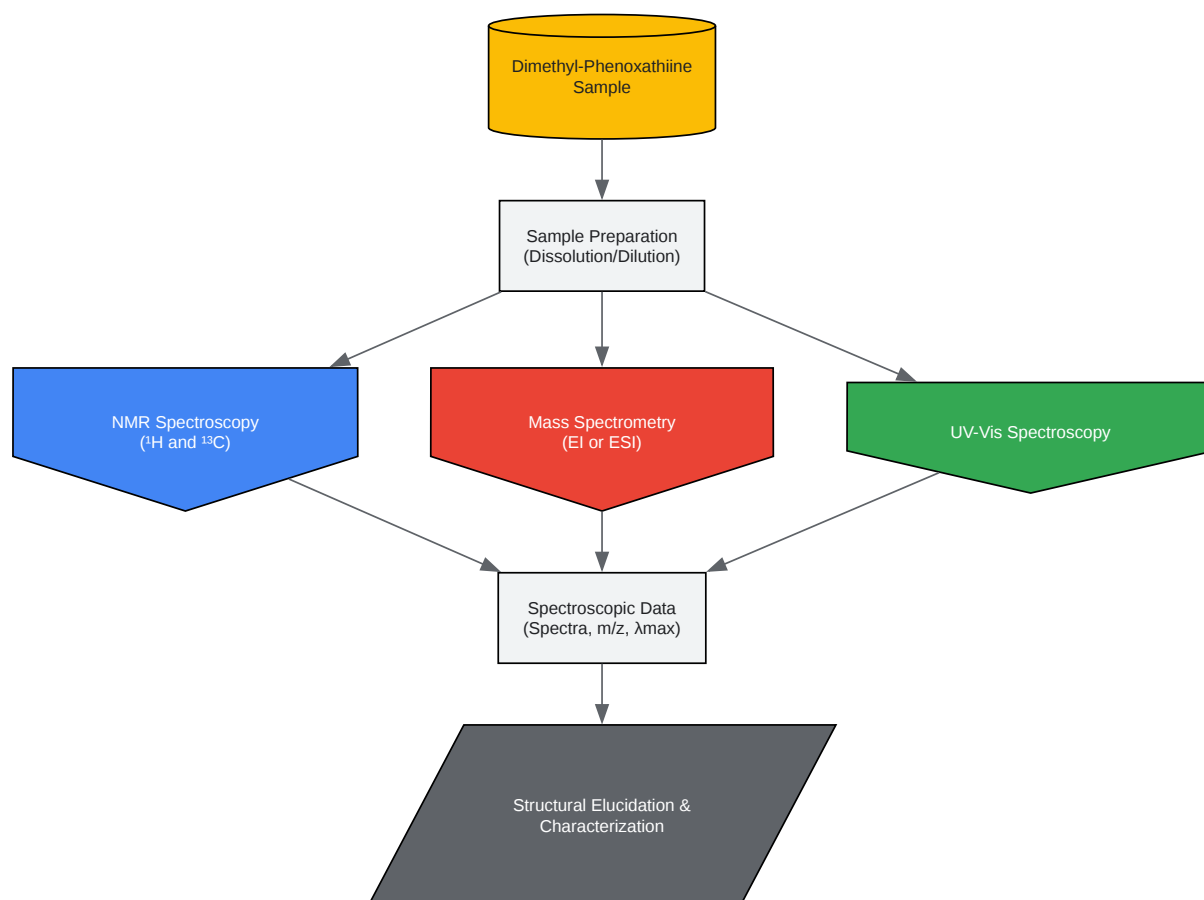 Dimethyl-Phenoxathiine
Sample
Sample Preparation
(Dissolution/Dilution)
NMR Spectroscopy
(¹H and ¹³C)
Mass Spectrometry
(EI or ESI)
UV-Vis Spectroscopy
Spectroscopic Data
(Spectra, m/z, λmax)
Structural Elucidation &
Characterization